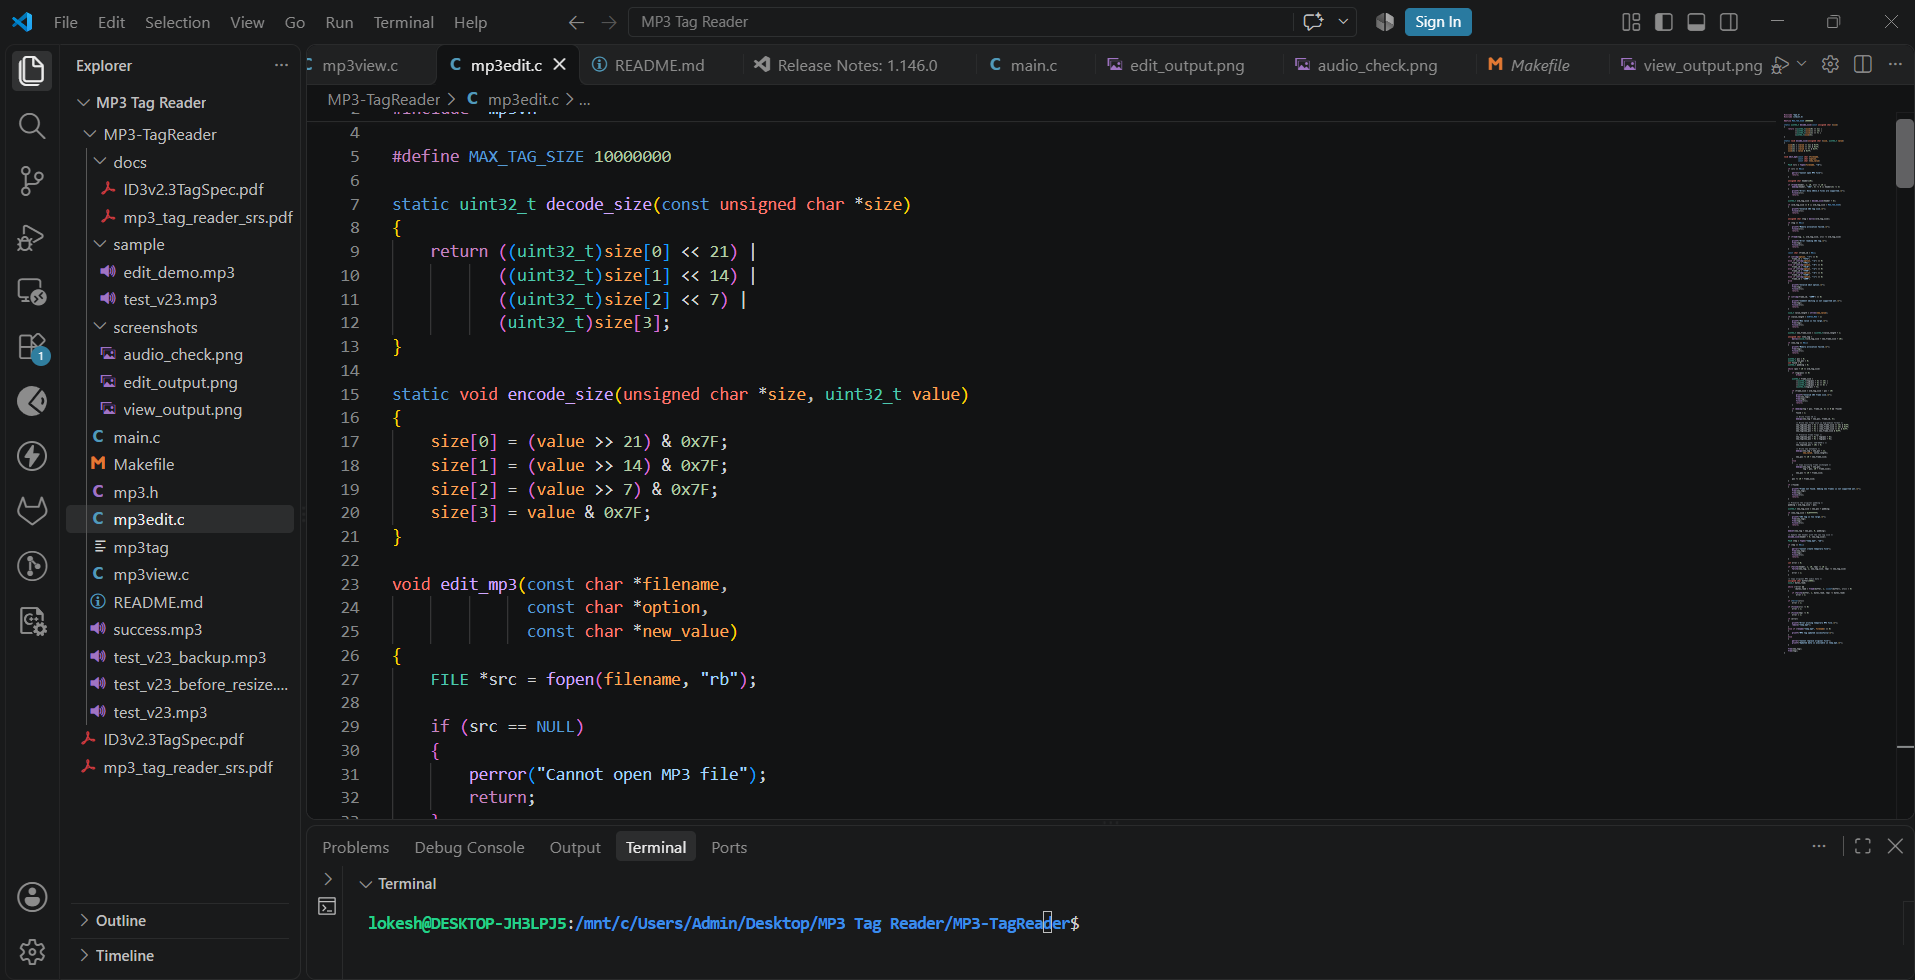 File Edit Selection View Go Run Terminal Help
MP3 Tag Reader
Sign In
Explorer
MP3 Tag Reader
MP3-TagReader
docs
ID3v2.3TagSpec.pdf
mp3_tag_reader_srs.pdf
sample
edit_demo.mp3
test_v23.mp3
screenshots
audio_check.png
edit_output.png
view_output.png
main.c
Makefile
mp3.h
mp3edit.c
mp3tag
mp3view.c
README.md
success.mp3
test_v23_backup.mp3
test_v23_before_resize....
test_v23.mp3
ID3v2.3TagSpec.pdf
mp3_tag_reader_srs.pdf
Outline
Timeline
1
mp3view.c mp3edit.c README.md Release Notes: 1.146.0 main.c edit_output.png audio_check.png Makefile view_output.png
MP3-TagReader > mp3edit.c > ...
4
5 #define MAX_TAG_SIZE 10000000
6
7 static uint32_t decode_size(const unsigned char *size)
8 {
9 return ((uint32_t)size[0] << 21) |
10 ((uint32_t)size[1] << 14) |
11 ((uint32_t)size[2] << 7) |
12 (uint32_t)size[3];
13 }
14
15 static void encode_size(unsigned char *size, uint32_t value)
16 {
17 size[0] = (value >> 21) & 0x7F;
18 size[1] = (value >> 14) & 0x7F;
19 size[2] = (value >> 7) & 0x7F;
20 size[3] = value & 0x7F;
21 }
22
23 void edit_mp3(const char *filename,
24 const char *option,
25 const char *new_value)
26 {
27 FILE *src = fopen(filename, "rb");
28
29 if (src == NULL)
30 {
31 perror("Cannot open MP3 file");
32 return;
Problems Debug Console Output Terminal Ports
Terminal
lokesh@DESKTOP-JH3LPJ5:/mnt/c/Users/Admin/Desktop/MP3 Tag Reader/MP3-TagReader$